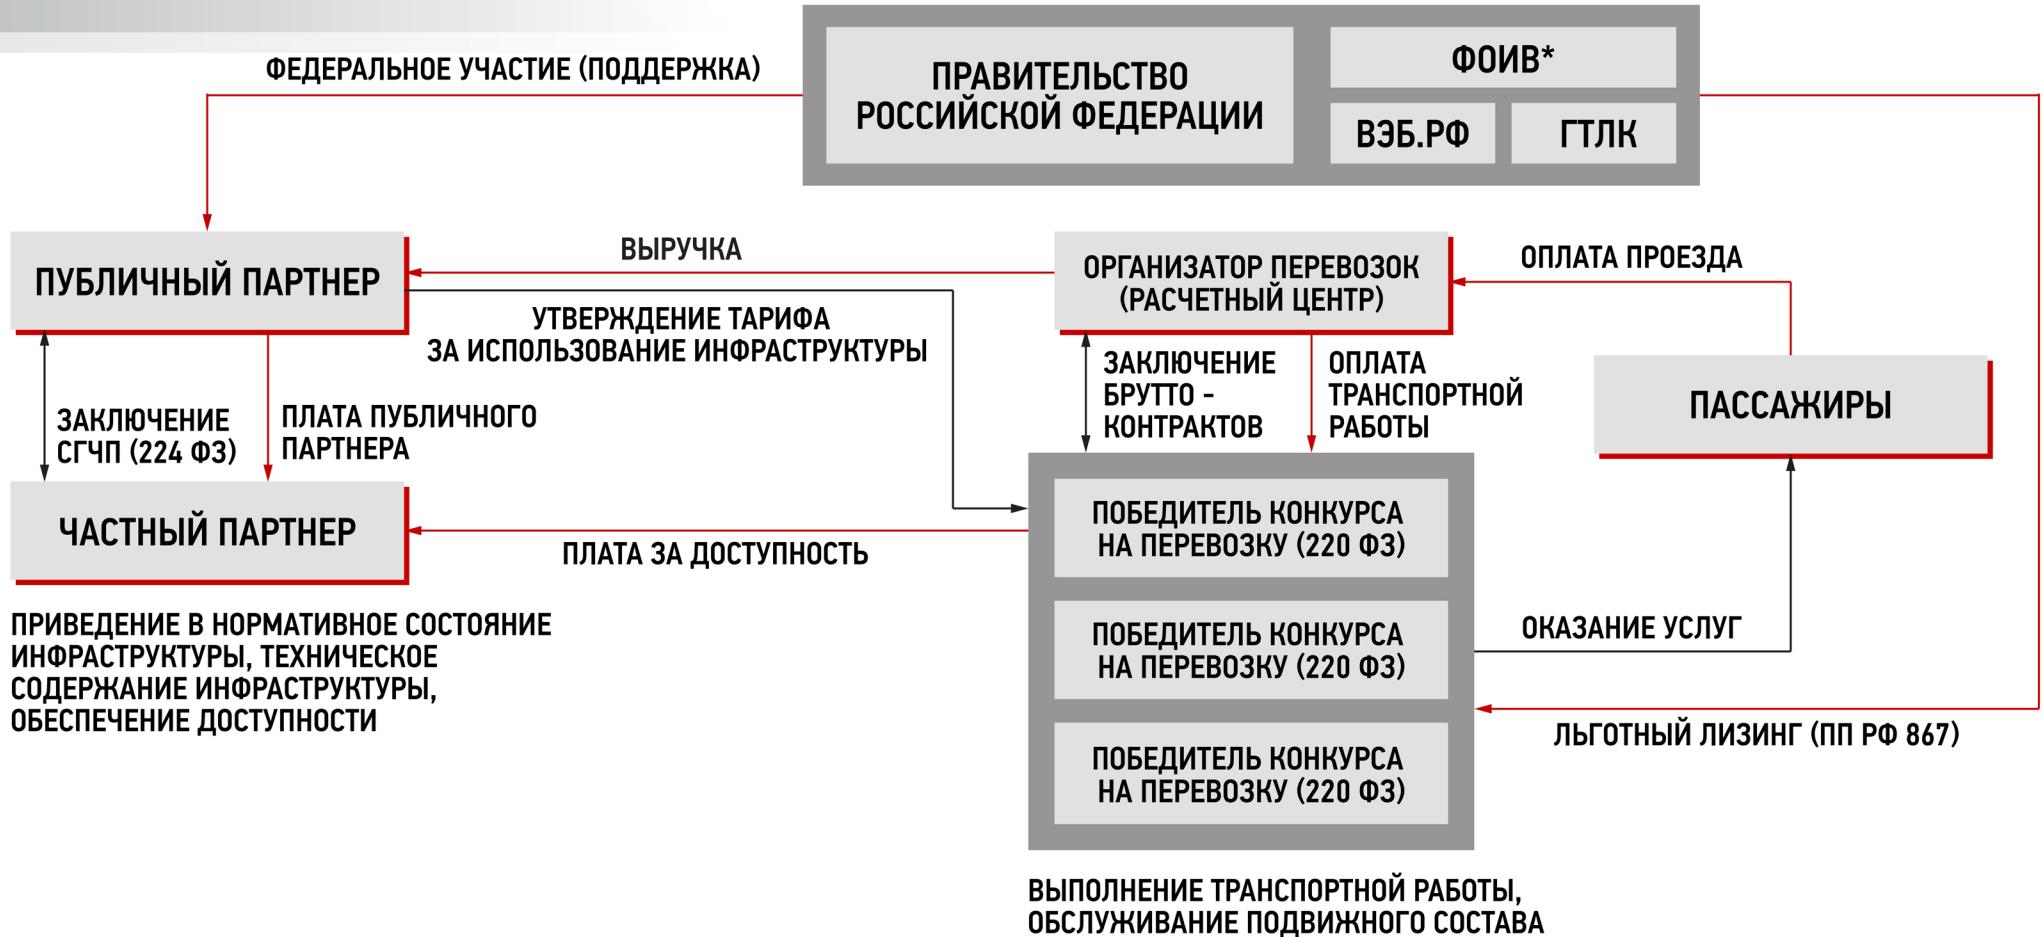 ФЕДЕРАЛЬНОЕ УЧАСТИЕ (ПОДДЕРЖКА)
ПРАВИТЕЛЬСТВО
РОССИЙСКОЙ ФЕДЕРАЦИИ
ФОИВ*
ВЭБ.РФ
ГТЛК
ПУБЛИЧНЫЙ ПАРТНЕР
ВЫРУЧКА
ОРГАНИЗАТОР ПЕРЕВОЗОК
(РАСЧЕТНЫЙ ЦЕНТР)
ОПЛАТА ПРОЕЗДА
УТВЕРЖДЕНИЕ ТАРИФА
ЗА ИСПОЛЬЗОВАНИЕ ИНФРАСТРУКТУРЫ
ЗАКЛЮЧЕНИЕ
БРУТТО -
КОНТРАКТОВ
ОПЛАТА
ТРАНСПОРТНОЙ
РАБОТЫ
ПАССАЖИРЫ
ЗАКЛЮЧЕНИЕ
СГЧП (224 ФЗ)
ПЛАТА ПУБЛИЧНОГО
ПАРТНЕРА
ЧАСТНЫЙ ПАРТНЕР
ПЛАТА ЗА ДОСТУПНОСТЬ
ПОБЕДИТЕЛЬ КОНКУРСА
НА ПЕРЕВОЗКУ (220 ФЗ)
ПРИВЕДЕНИЕ В НОРМАТИВНОЕ СОСТОЯНИЕ
ИНФРАСТРУКТУРЫ, ТЕХНИЧЕСКОЕ
СОДЕРЖАНИЕ ИНФРАСТРУКТУРЫ,
ОБЕСПЕЧЕНИЕ ДОСТУПНОСТИ
ПОБЕДИТЕЛЬ КОНКУРСА
НА ПЕРЕВОЗКУ (220 ФЗ)
ОКАЗАНИЕ УСЛУГ
ЛЬГОТНЫЙ ЛИЗИНГ (ПП РФ 867)
ПОБЕДИТЕЛЬ КОНКУРСА
НА ПЕРЕВОЗКУ (220 ФЗ)
ВЫПОЛНЕНИЕ ТРАНСПОРТНОЙ РАБОТЫ,
ОБСЛУЖИВАНИЕ ПОДВИЖНОГО СОСТАВА